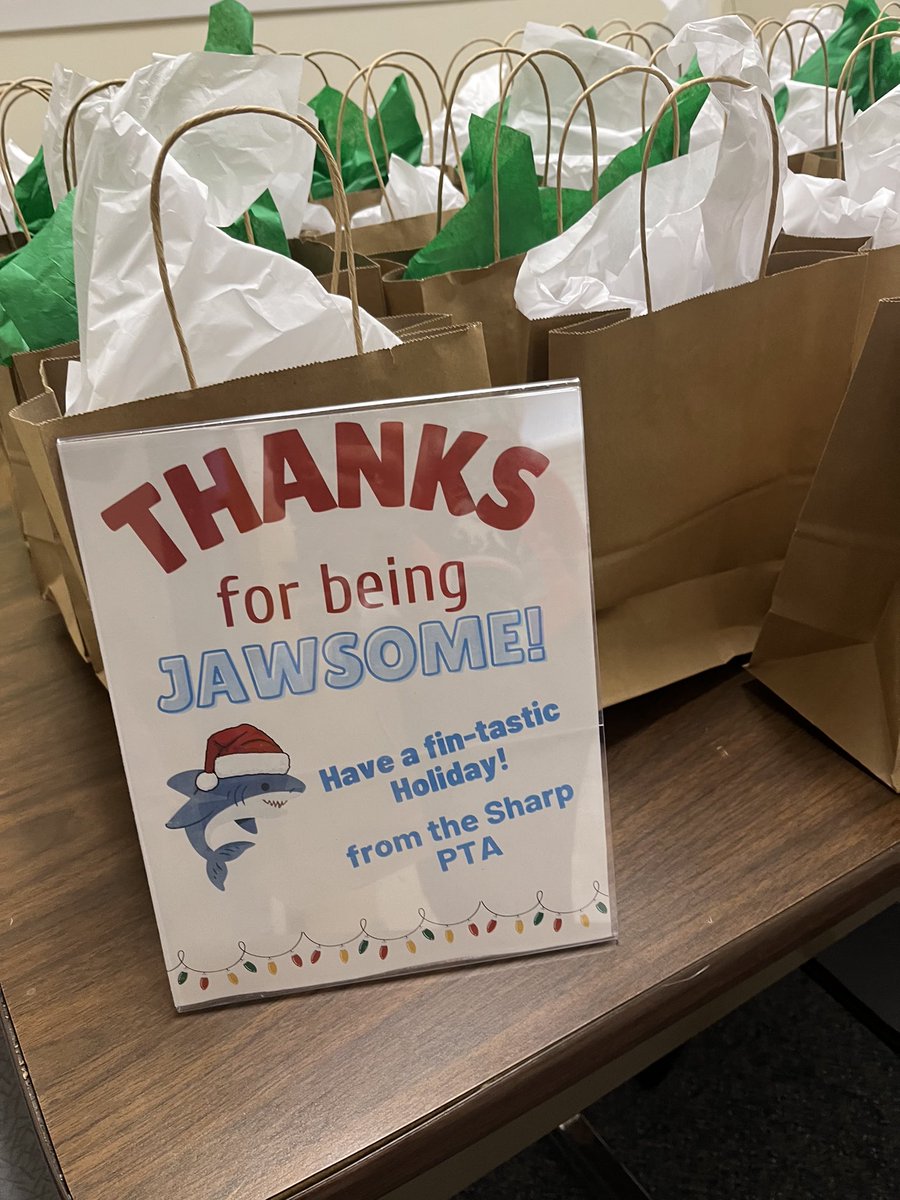 THANKS
for being
JAWSOME!
Have a fin-tastic
Holiday!
from the Sharp
PTA